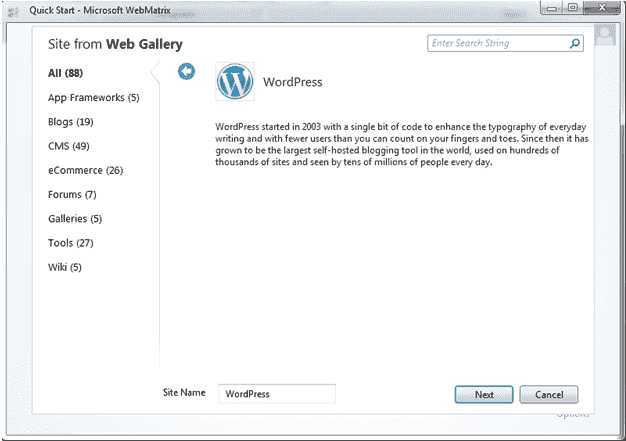 Quick Start - Microsoft WebMatrix
Site from Web Gallery
Enter Search String
All (88)
App Frameworks (5)
Blogs (19)
CMS (49)
eCommerce (26)
Forums (7)
Galleries (5)
Tools (27)
Wiki (5)
WordPress
WordPress started in 2003 with a single bit of code to enhance the typography of everyday
writing and with fewer users than you can count on your fingers and toes. Since then it has
grown to be the largest self-hosted blogging tool in the world, used on hundreds of
thousands of sites and seen by tens of millions of people every day.
Site Name
WordPress
Next
Cancel
Options